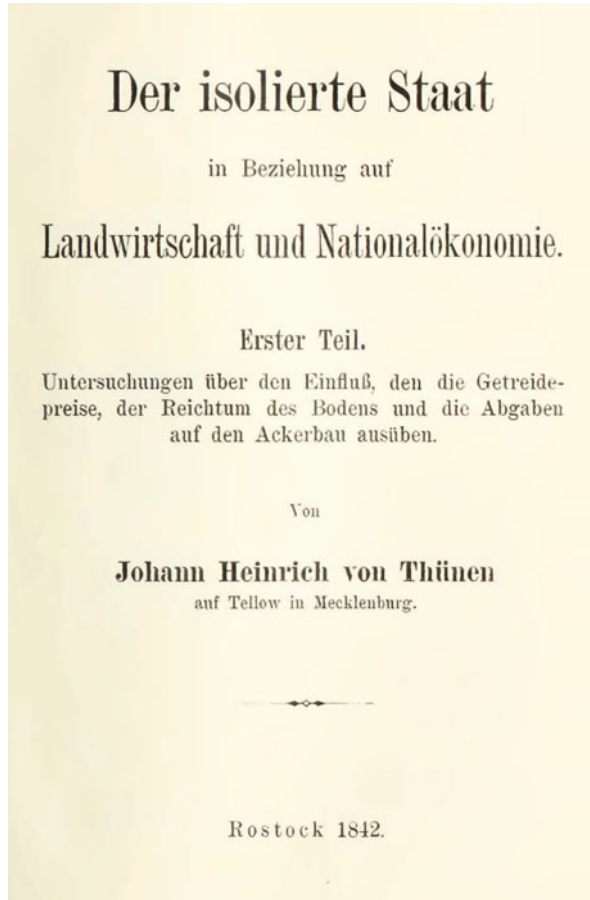 Der isolierte Staat
in Beziehung auf
Landwirtschaft und Nationalökonomie.
Erster Teil.
Untersuchungen über den Einfluß, den die Getreide-
preise, der Reichtum des Bodens und die Abgaben
auf den Ackerbau ausüben.
Von
Johann Heinrich von Thünen
auf Tellow in Mecklenburg.
Rostock 1842.